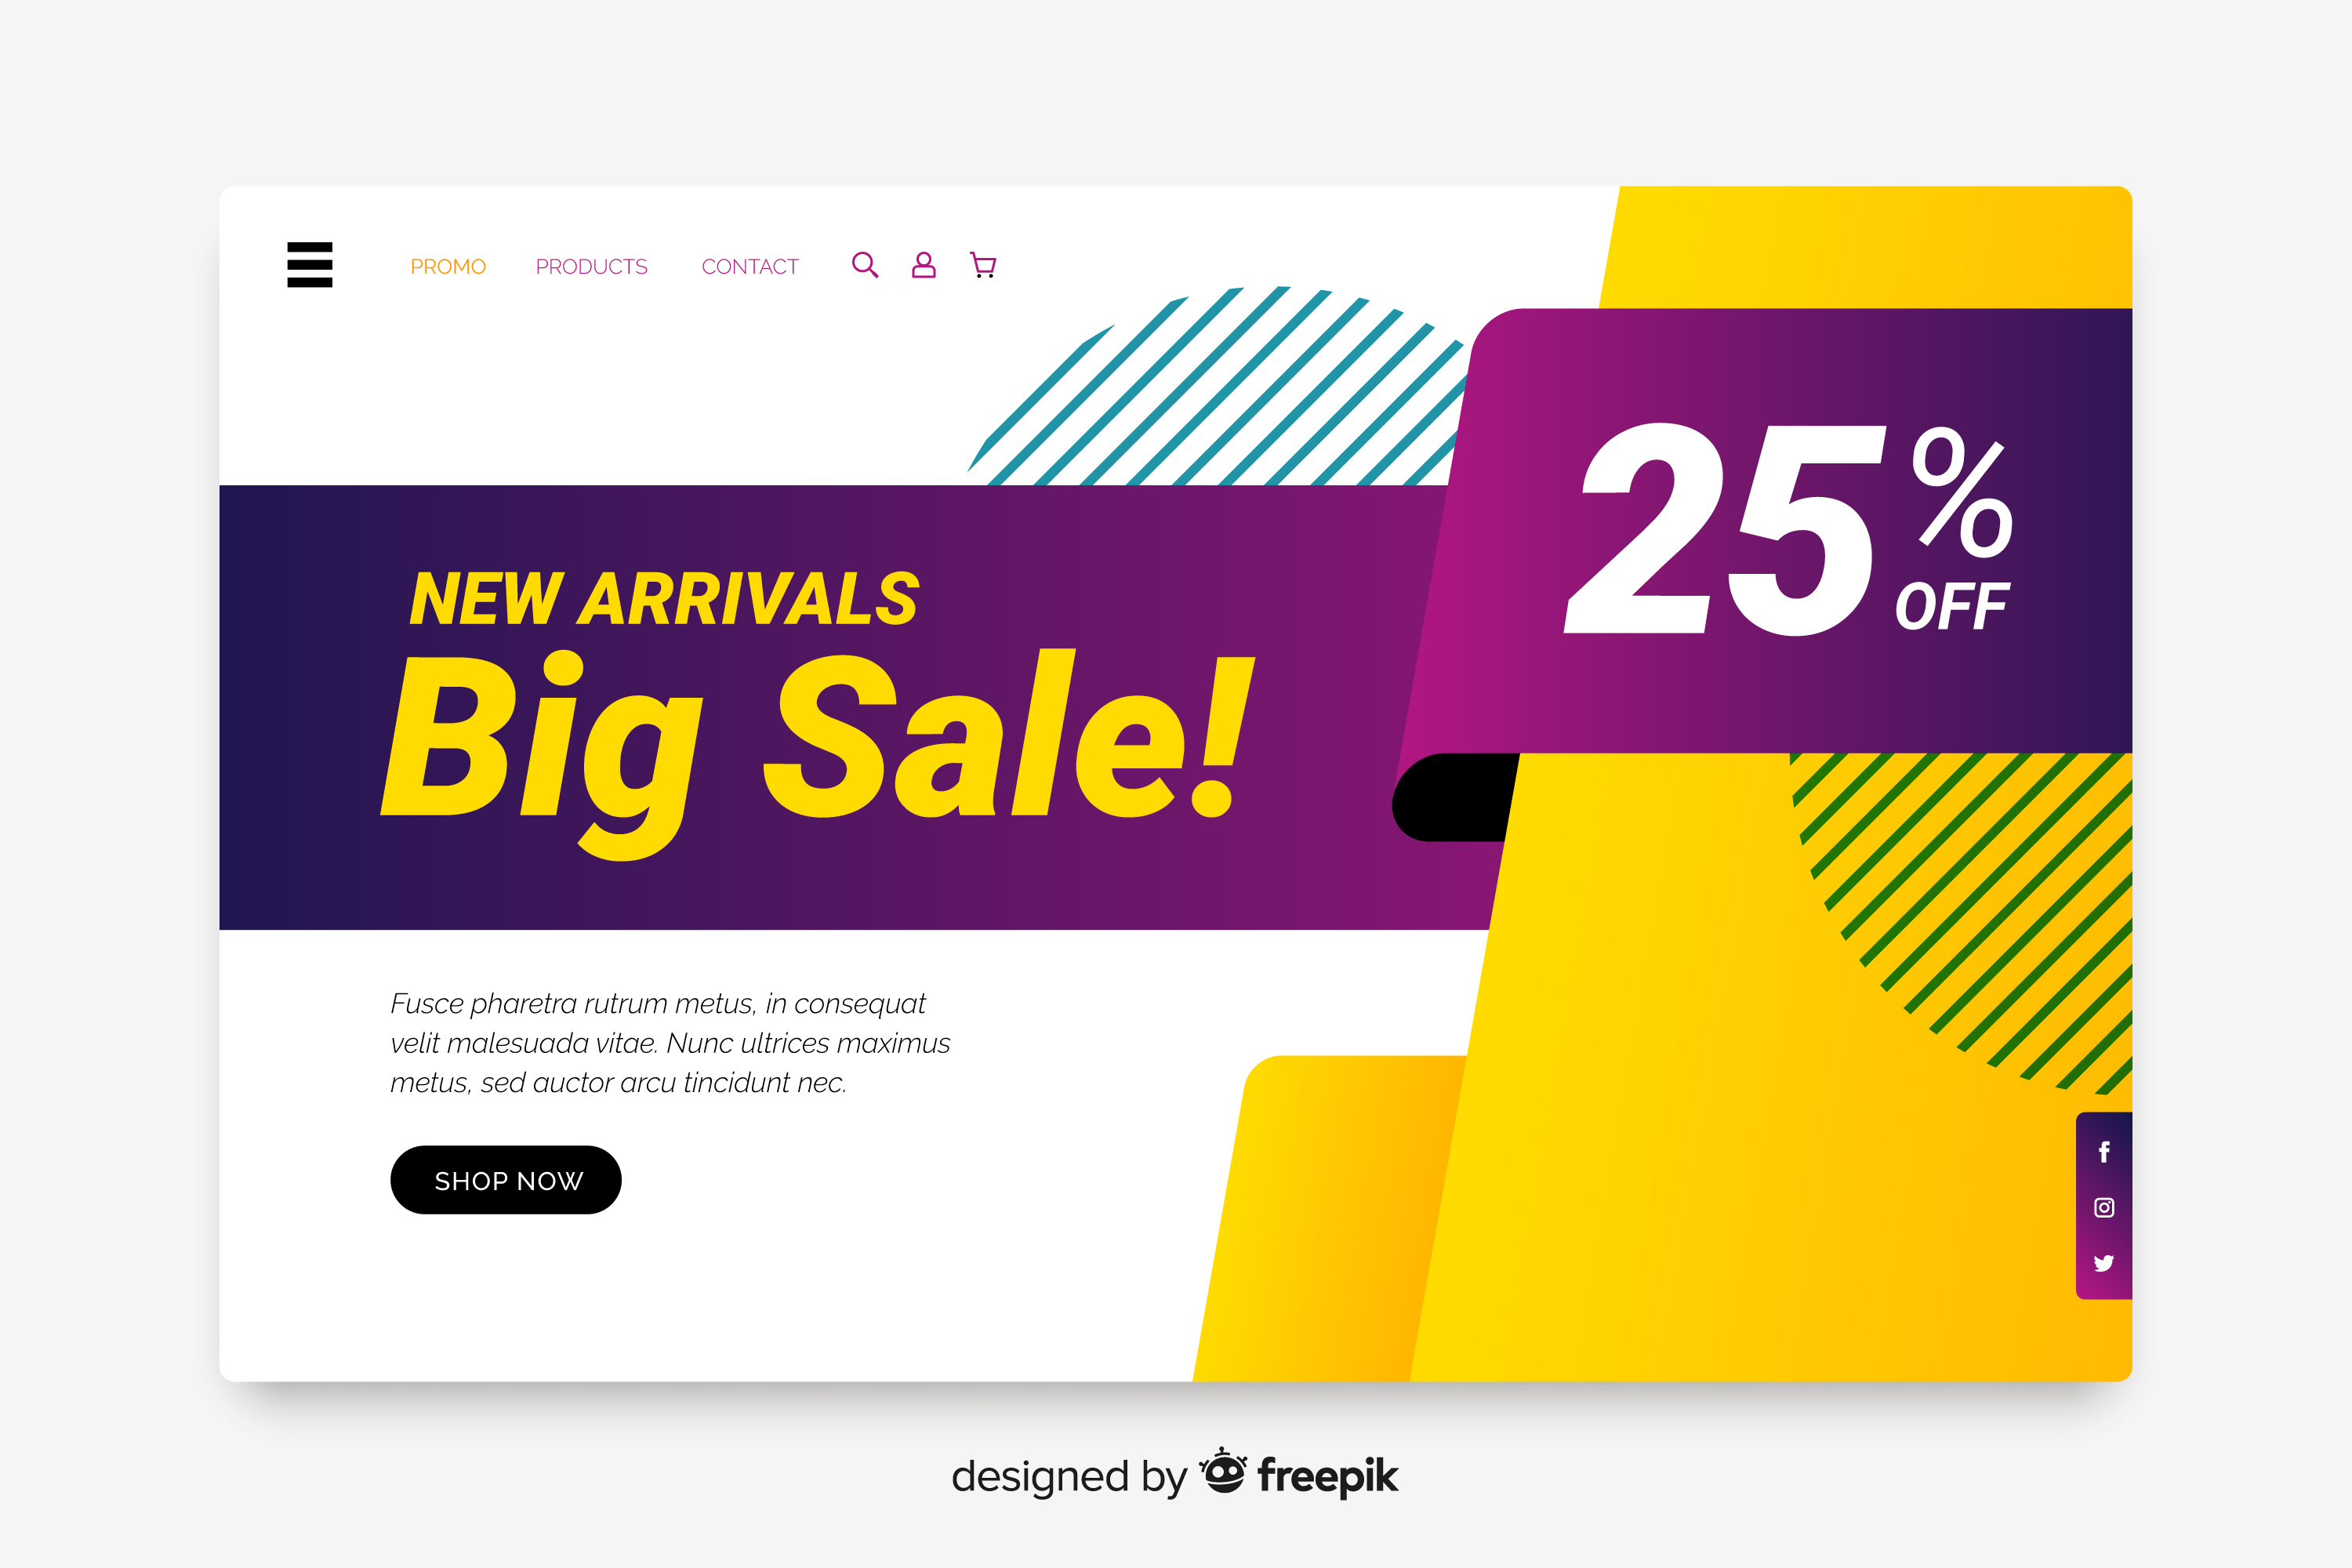 PROMO PRODUCTS CONTACT
25%
OFF
NEW ARRIVALS
Big Sale!
Fusce pharetra rutrum metus, in consequat
velit malesuada vitae. Nunc ultrices maximus
metus, sed auctor arcu tincidunt nec.
SHOP NOW
designed by freepik